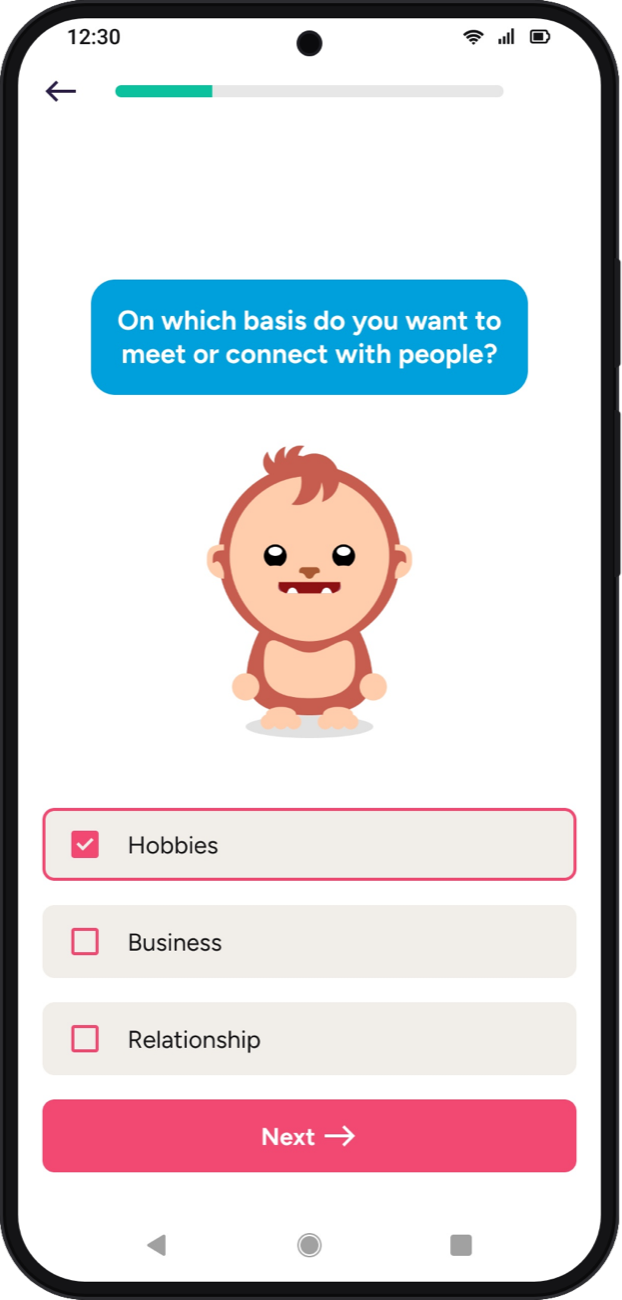 12:30
On which basis do you want to
meet or connect with people?
Hobbies
Business
Relationship
Next →